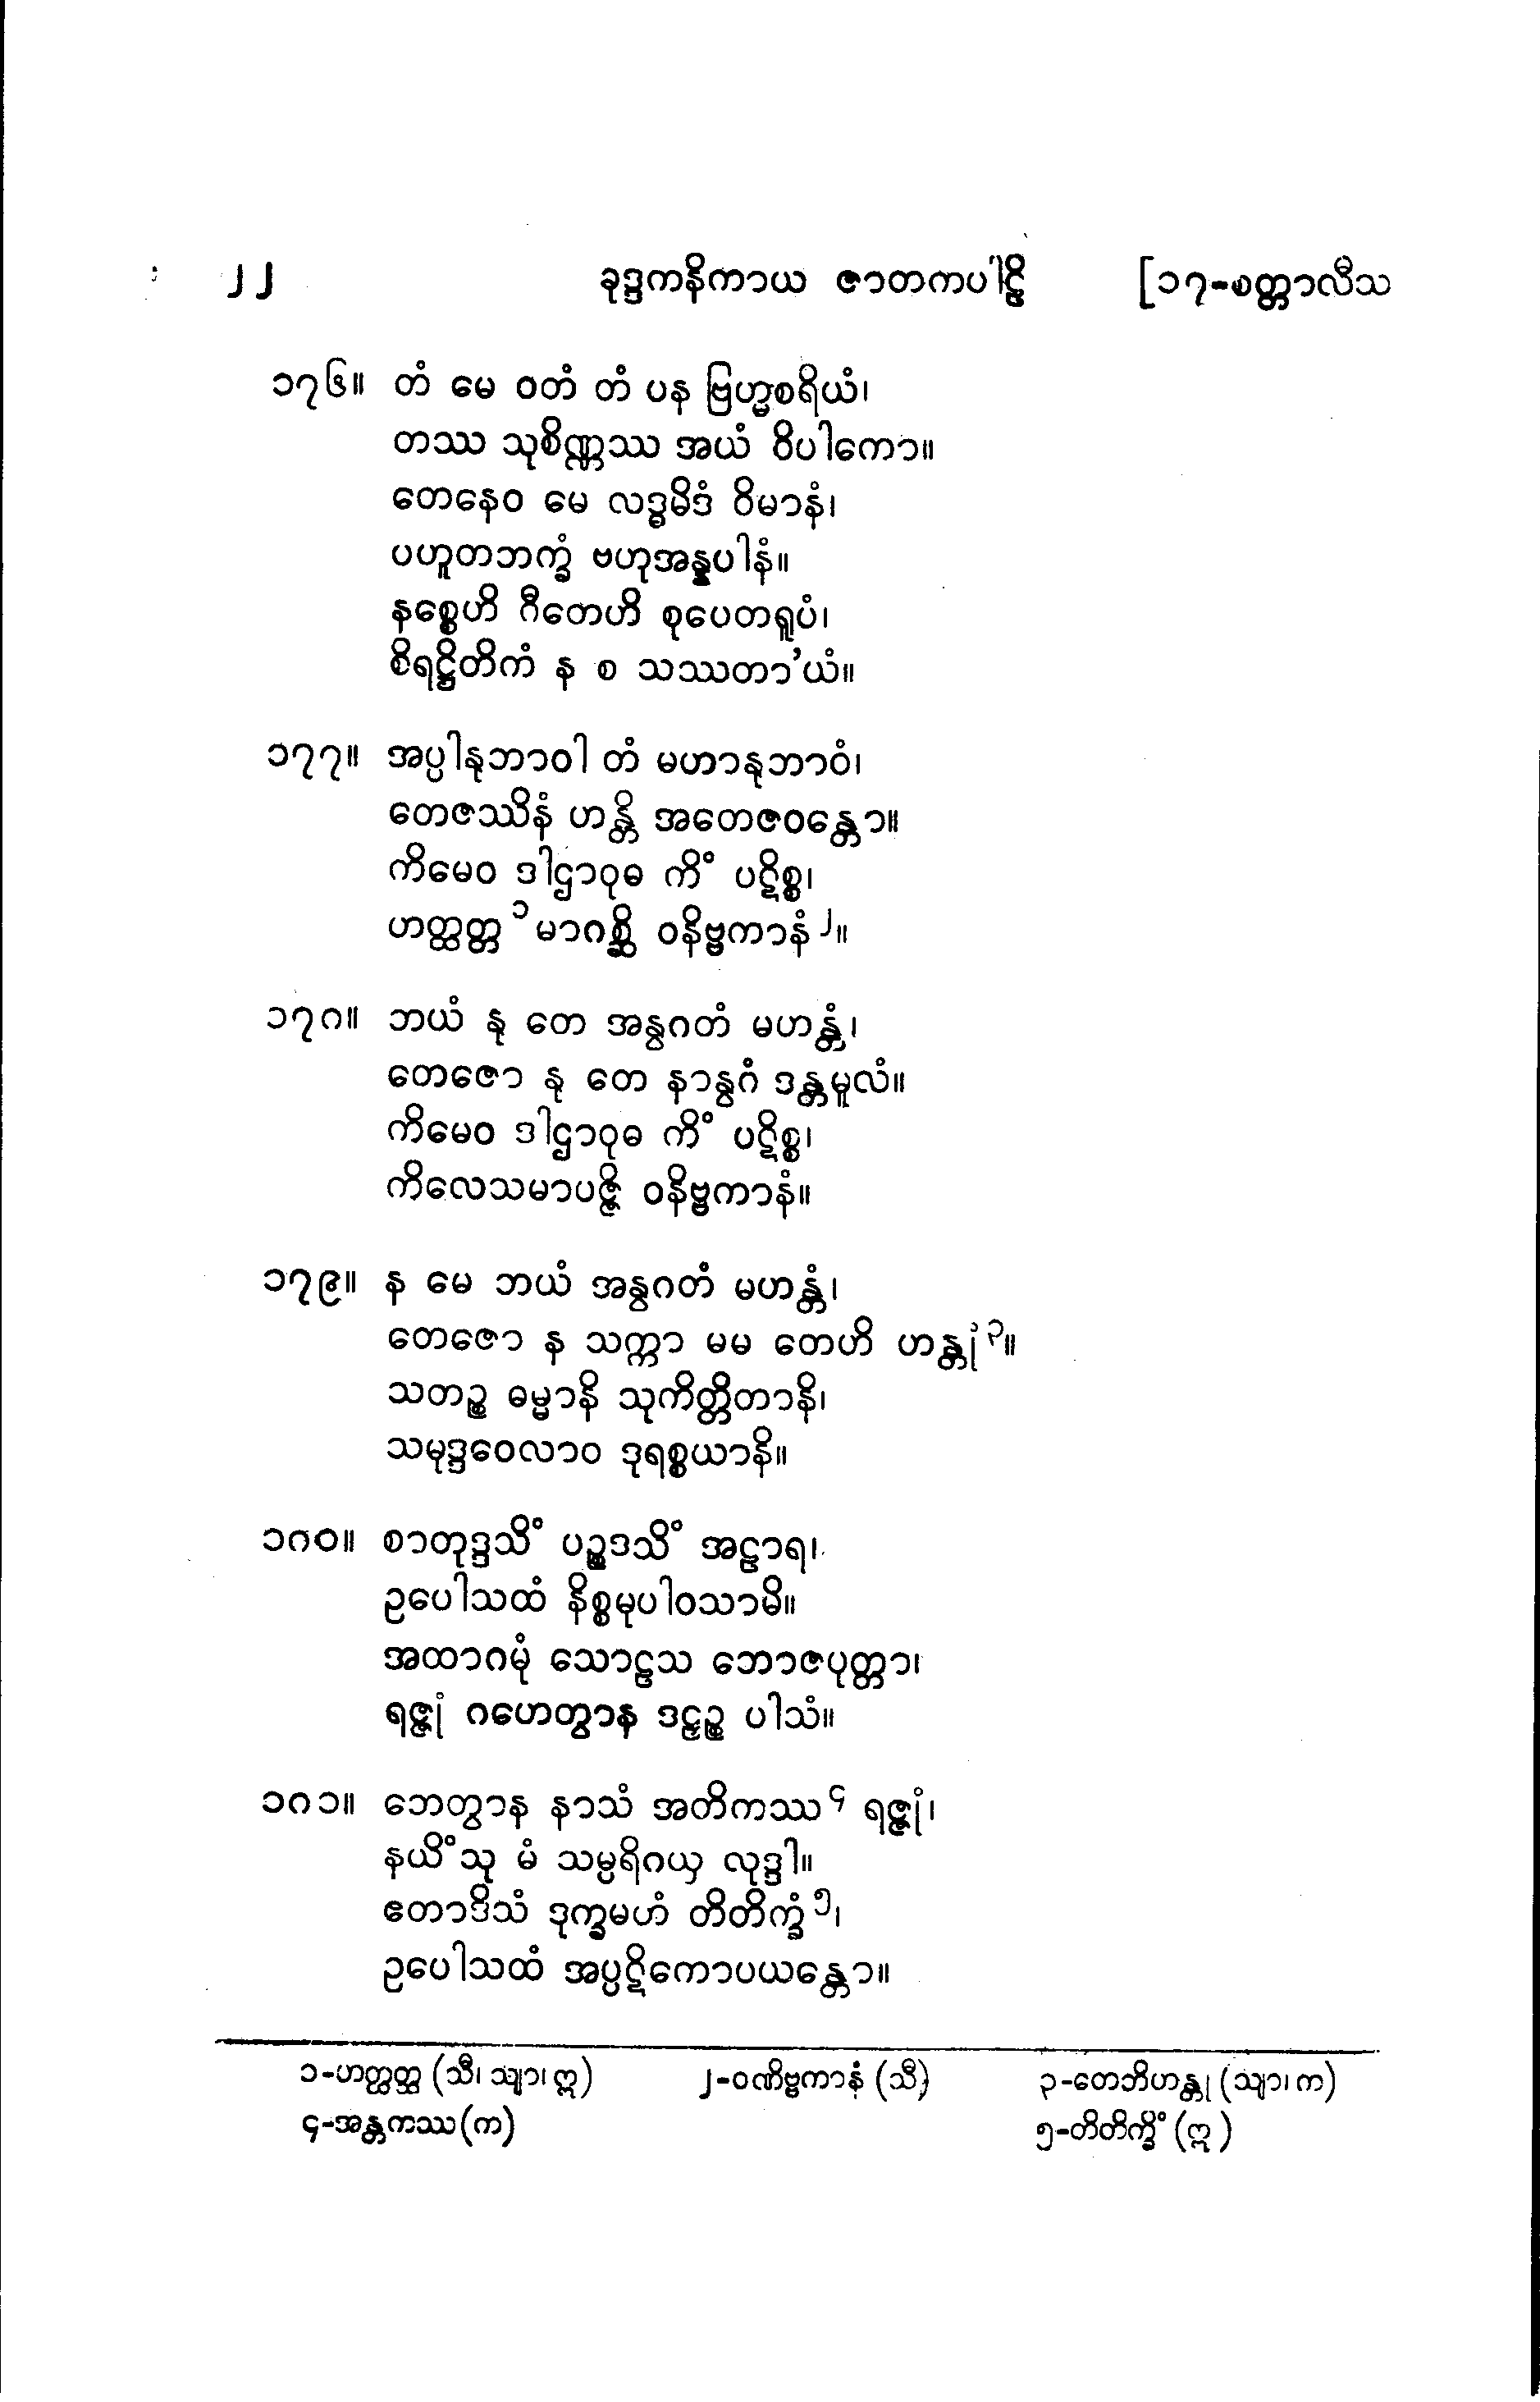 ၂၂ ခုဒ္ဒကနိကာယ ဇာတကပါဠိ [၁၇-စတ္တာလီသ
၁၇၆။ တံ မေ ဝတံ တံ ပန ဗြဟ္မစရိယံ၊
တဿ သုစိဏ္ဏဿ အယံ ဝိပါကော။
တေနေဝ မေ လဒ္ဓမိဒံ ဝိမာနံ၊
ပဟူတဘက္ခံ ဗဟုအန္နပါနံ။
နစ္စေဟိ ဂီတေဟိ စုပေတရူပံ၊
စိရဋ္ဌိတိကံ န စ သဿတာ’ယံ။
၁၇၇။ အပ္ပါနုဘာဝါ တံ မဟာနုဘာဝံ၊
တေဇဿိနံ ဟန္တိ အတေဇဝန္တော။
ကိမေဝ ဒါဌာဝုဓ ကိံ ပဋိစ္စ၊
ဟတ္ထတ္တ ၁ မာဂစ္ဆိ ဝနိဗ္ဗကာနံ ၂။
၁၇၈။ ဘယံ နု တေ အနွဂတံ မဟန္တံ၊
တေဇော နု တေ နာနွဂံ ဒန္တမူလံ။
ကိမေဝ ဒါဌာဝုဓ ကိံ ပဋိစ္စ၊
ကိလေသမာပဇ္ဇိ ဝနိဗ္ဗကာနံ။
၁၇၉။ န မေ ဘယံ အနွဂတံ မဟန္တံ၊
တေဇော န သက္ကာ မမ တေဟိ ဟန္တုံ ၃။
သတဉ္စ ဓမ္မာနိ သုကိတ္တိတာနိ၊
သမုဒ္ဒဝေလာဝ ဒုရစ္စယာနိ။
၁၈၀။ စာတုဒ္ဒသိံ ပဉ္စဒသိံ အဠာရ၊
ဥပေါသထံ နိစ္စမုပါဝသာမိ။
အထာဂမုံ သောဠသ ဘောဇပုတ္တာ၊
ရဇ္ဇုံ ဂဟေတွာန ဒဠှဉ္စ ပါသံ။
၁၈၁။ ဘေတွာန နာသံ အတိကဿ ၄ ရဇ္ဇုံ၊
နယိံသု မံ သမ္ပရိဂယှ လုဒ္ဒါ။
ဧတာဒိသံ ဒုက္ခမဟံ တိတိက္ခံ ၅၊
ဥပေါသထံ အပ္ပဋိကောပယန္တော။
၁-ဟတ္ထတ္ထ (သီ၊ သျာ၊ ဣ) ၂-ဝဏိဗ္ဗကာနံ (သီ) ၃-တေဘိဟန္တု (သျာ၊ က)
၄-အန္တကဿ (က) ၅-တိတိက္ခိံ (ဣ)